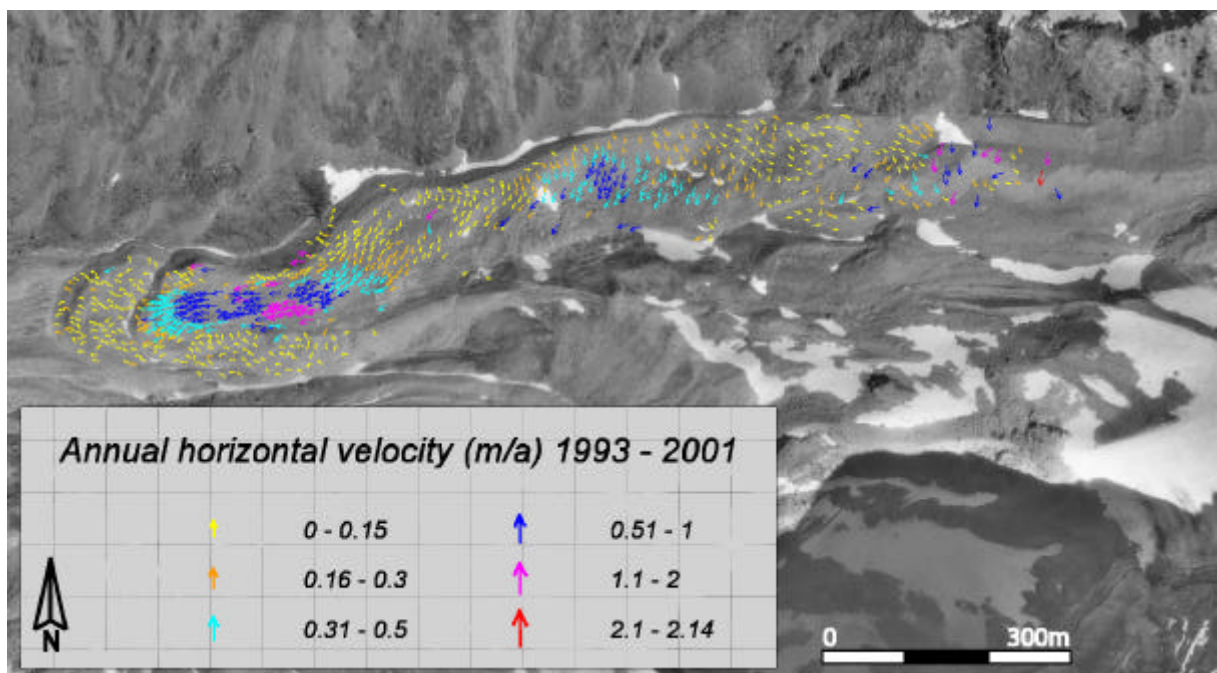 Annual horizontal velocity (m/a) 1993 - 2001
0 - 0.15
0.51 - 1
0.16 - 0.3
1.1 - 2
0.31 - 0.5
2.1 - 2.14
N
0 300m